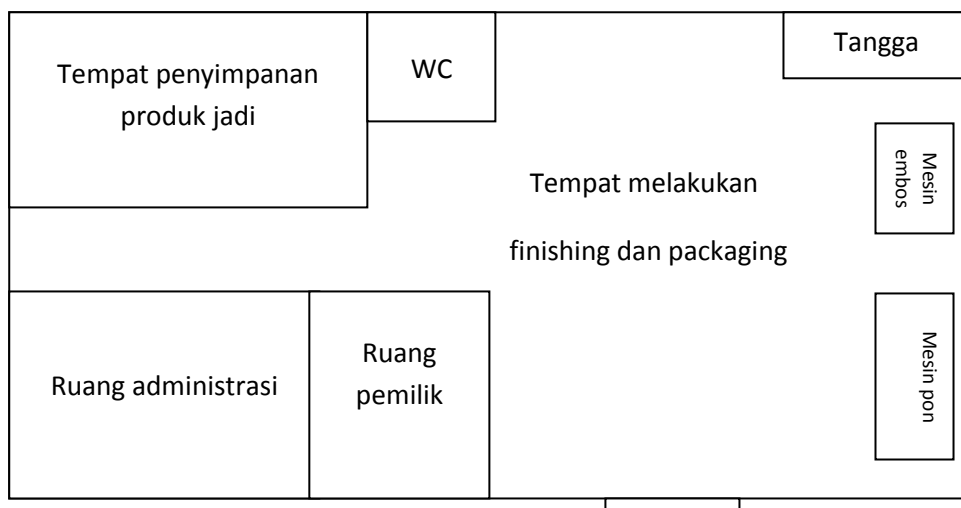 Tempat penyimpanan
produk jadi
WC
Tangga
Tempat melakukan
finishing dan packaging
Mesin
embos
Ruang administrasi
Ruang
pemilik
Mesin pon